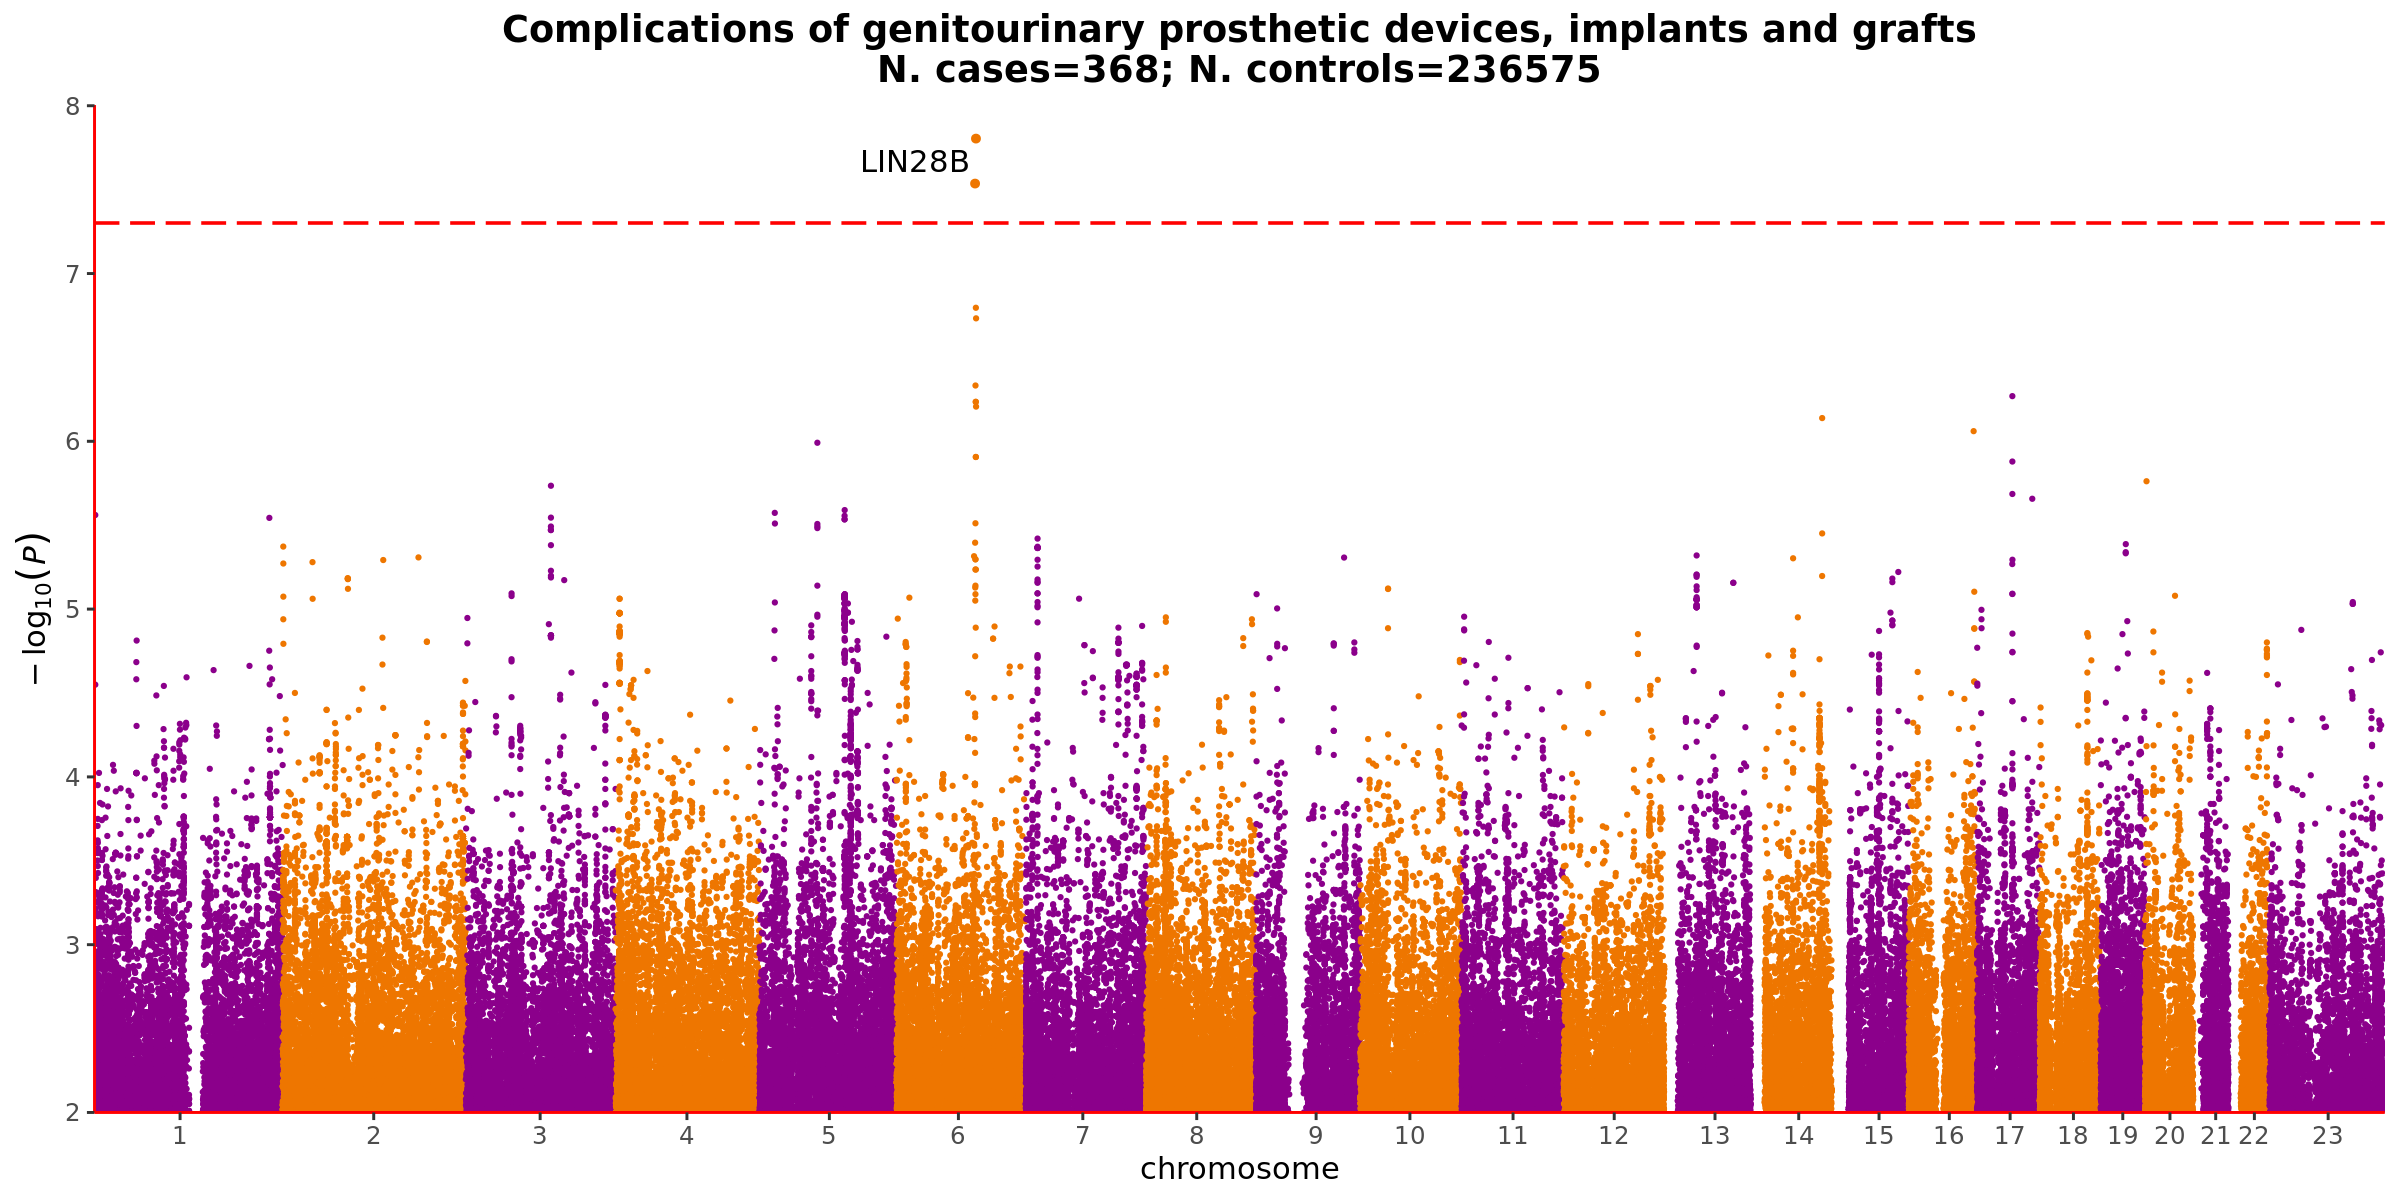 Complications of genitourinary prosthetic devices, implants and grafts
N. cases=368; N. controls=236575
8
7
6
5
4
3
2
−log10(P)
LIN28B
1 2 3 4 5 6 7 8 9 10 11 12 13 14 15 16 17 18 19 20 21 22 23
chromosome